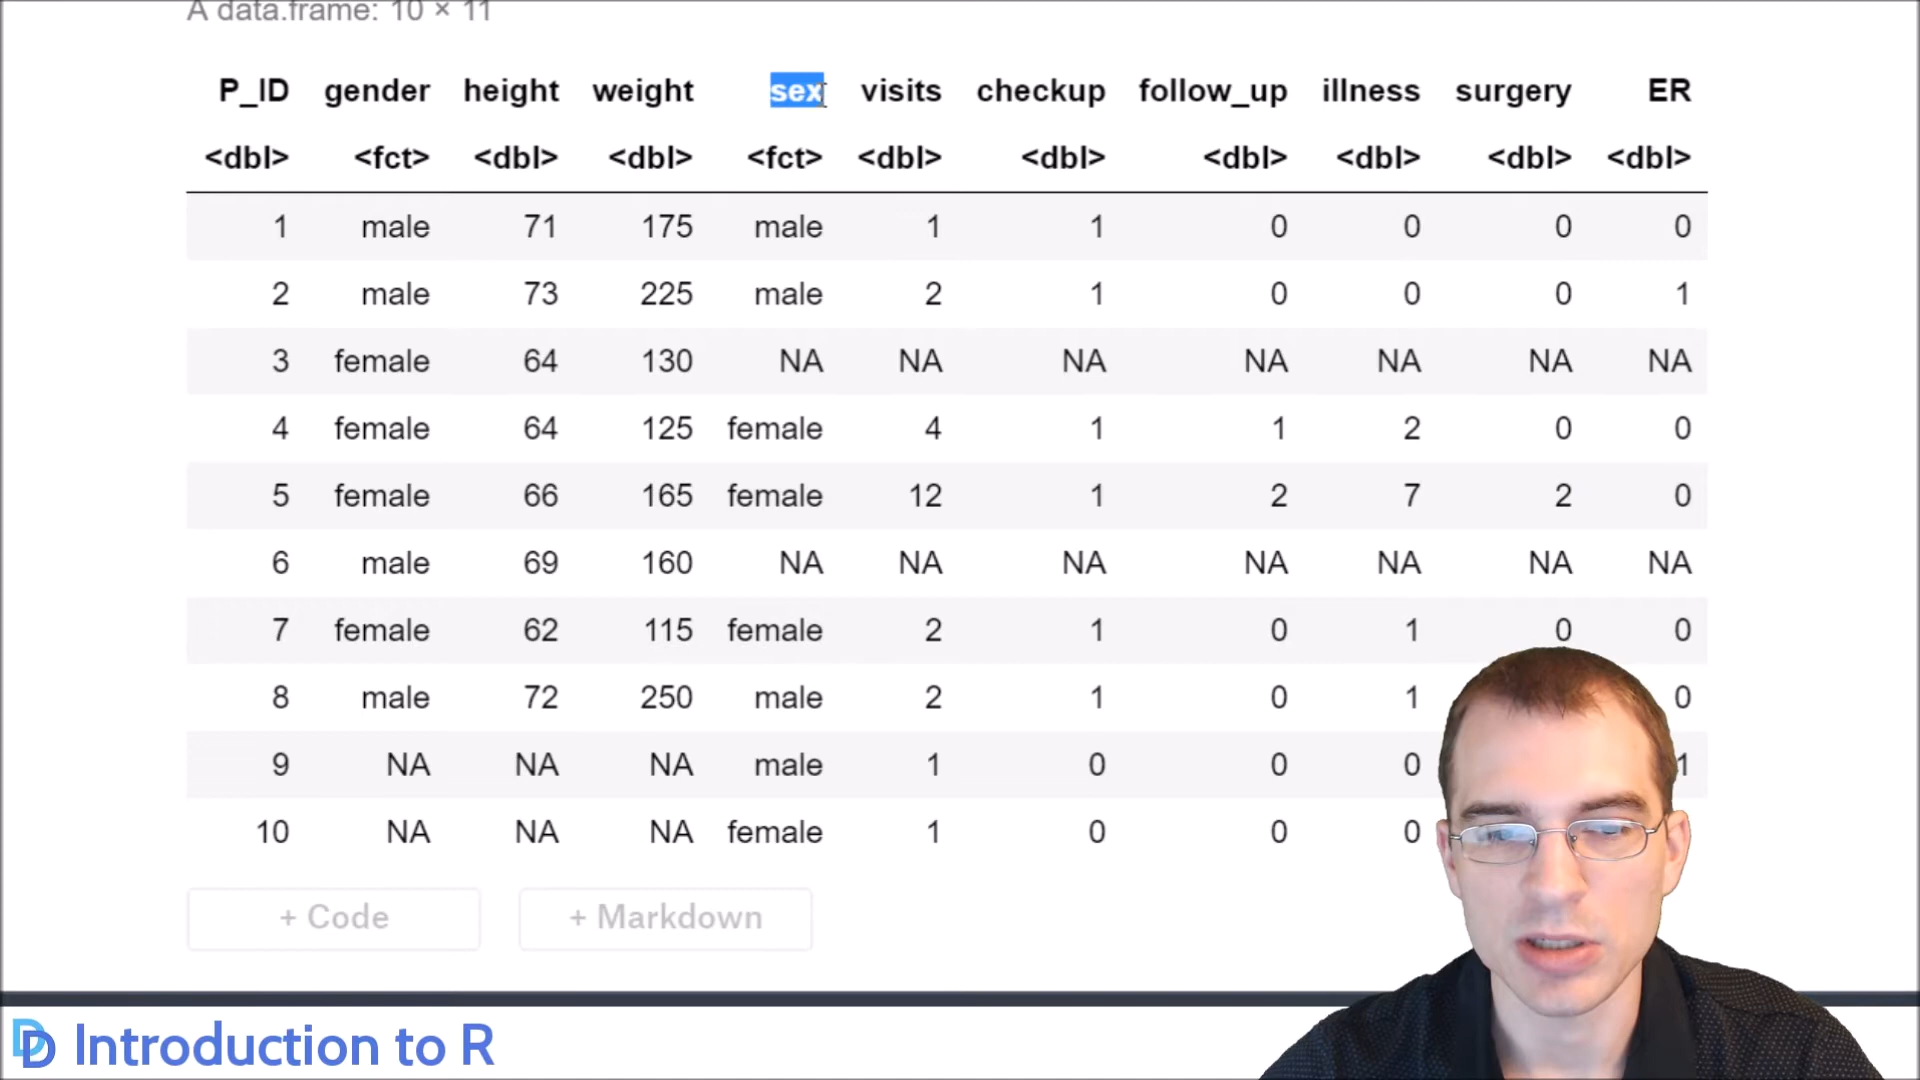 A data.frame: 10 × 11
P_ID gender height weight sex visits checkup follow_up illness surgery ER
<dbl> <fct> <dbl> <dbl> <fct> <dbl> <dbl> <dbl> <dbl> <dbl> <dbl>
1 male 71 175 male 1 1 0 0 0 0
2 male 73 225 male 2 1 0 0 0 1
3 female 64 130 NA NA NA NA NA NA NA
4 female 64 125 female 4 1 1 2 0 0
5 female 66 165 female 12 1 2 7 2 0
6 male 69 160 NA NA NA NA NA NA NA
7 female 62 115 female 2 1 0 1 0 0
8 male 72 250 male 2 1 0 1 0
9 NA NA NA male 1 0 0 0 1
10 NA NA NA female 1 0 0 0
+ Code + Markdown
DD Introduction to R